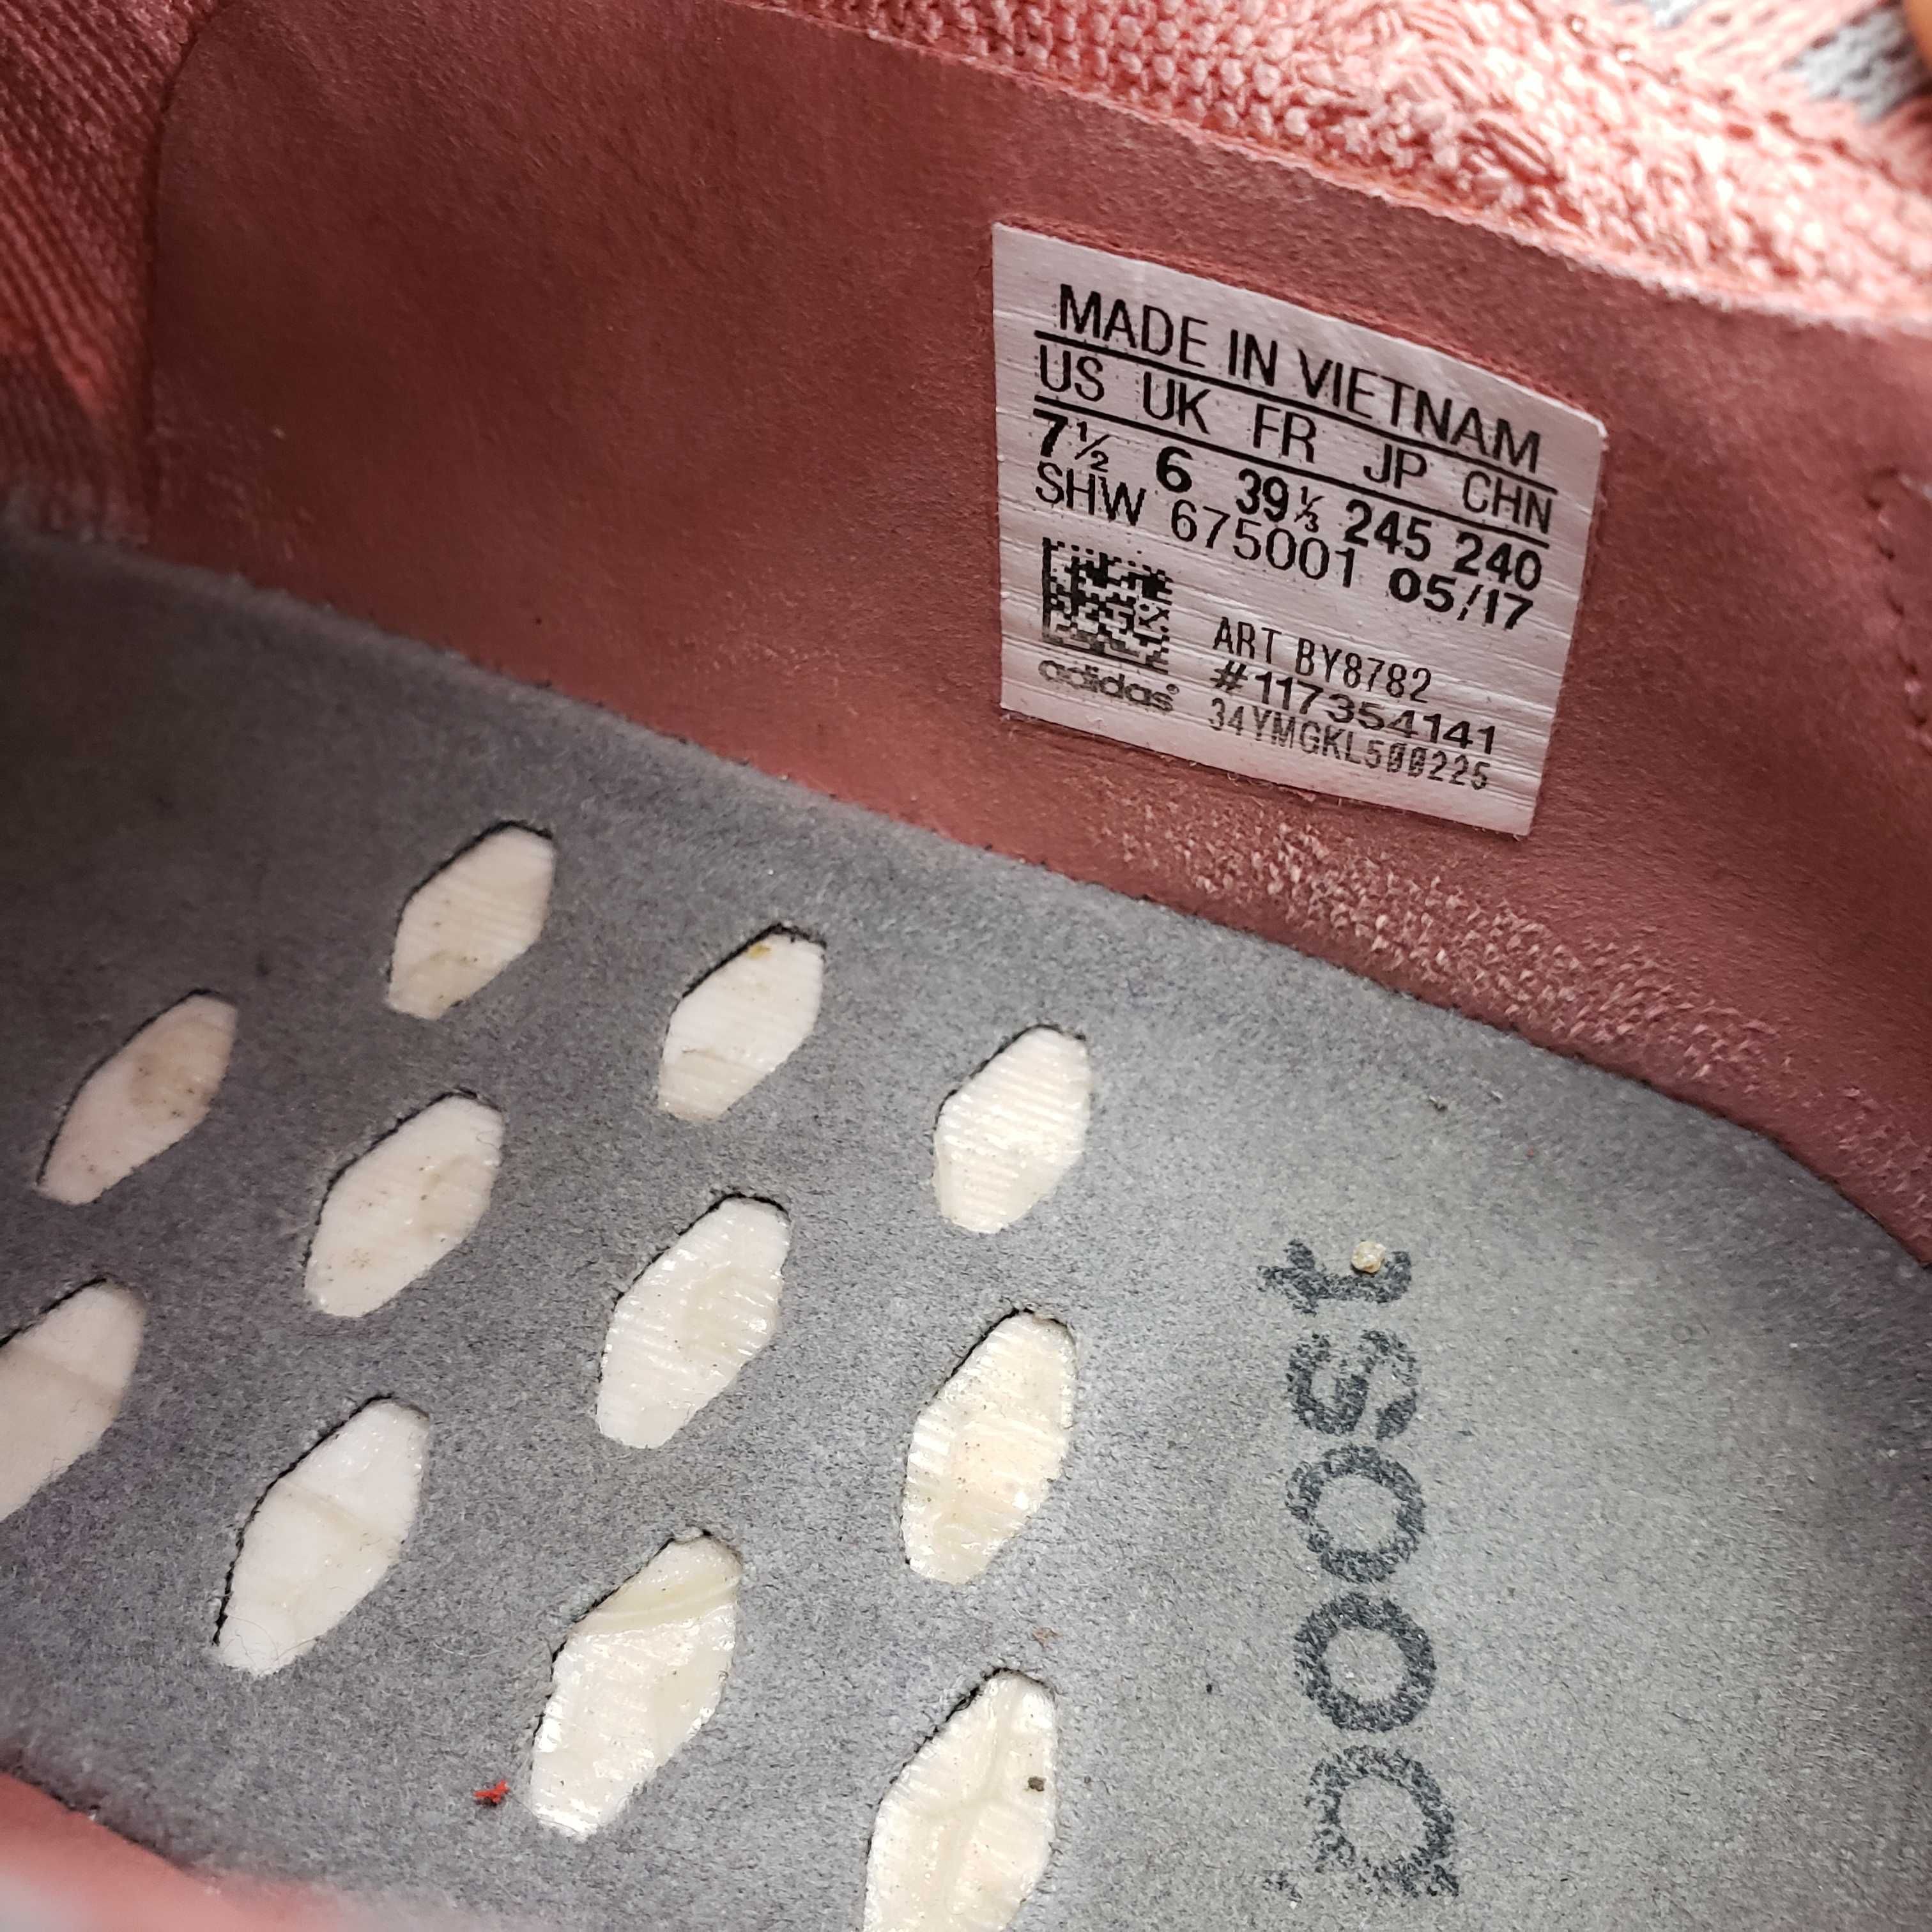 MADE IN VIETNAM
US UK FR JP CHN
7½ 6 39⅓ 245 240
SHW 675001 05/17
ART BY8782
#117354141
34YMGKL500225
adidas®
boost